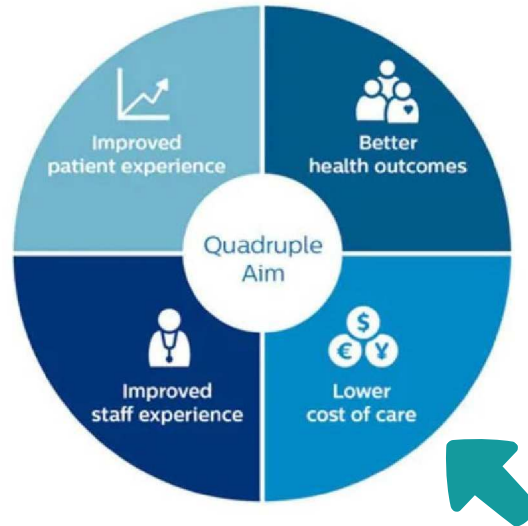 Improved
patient experience
Better
health outcomes
Quadruple
Aim
Improved
staff experience
$
€ ¥
Lower
cost of care